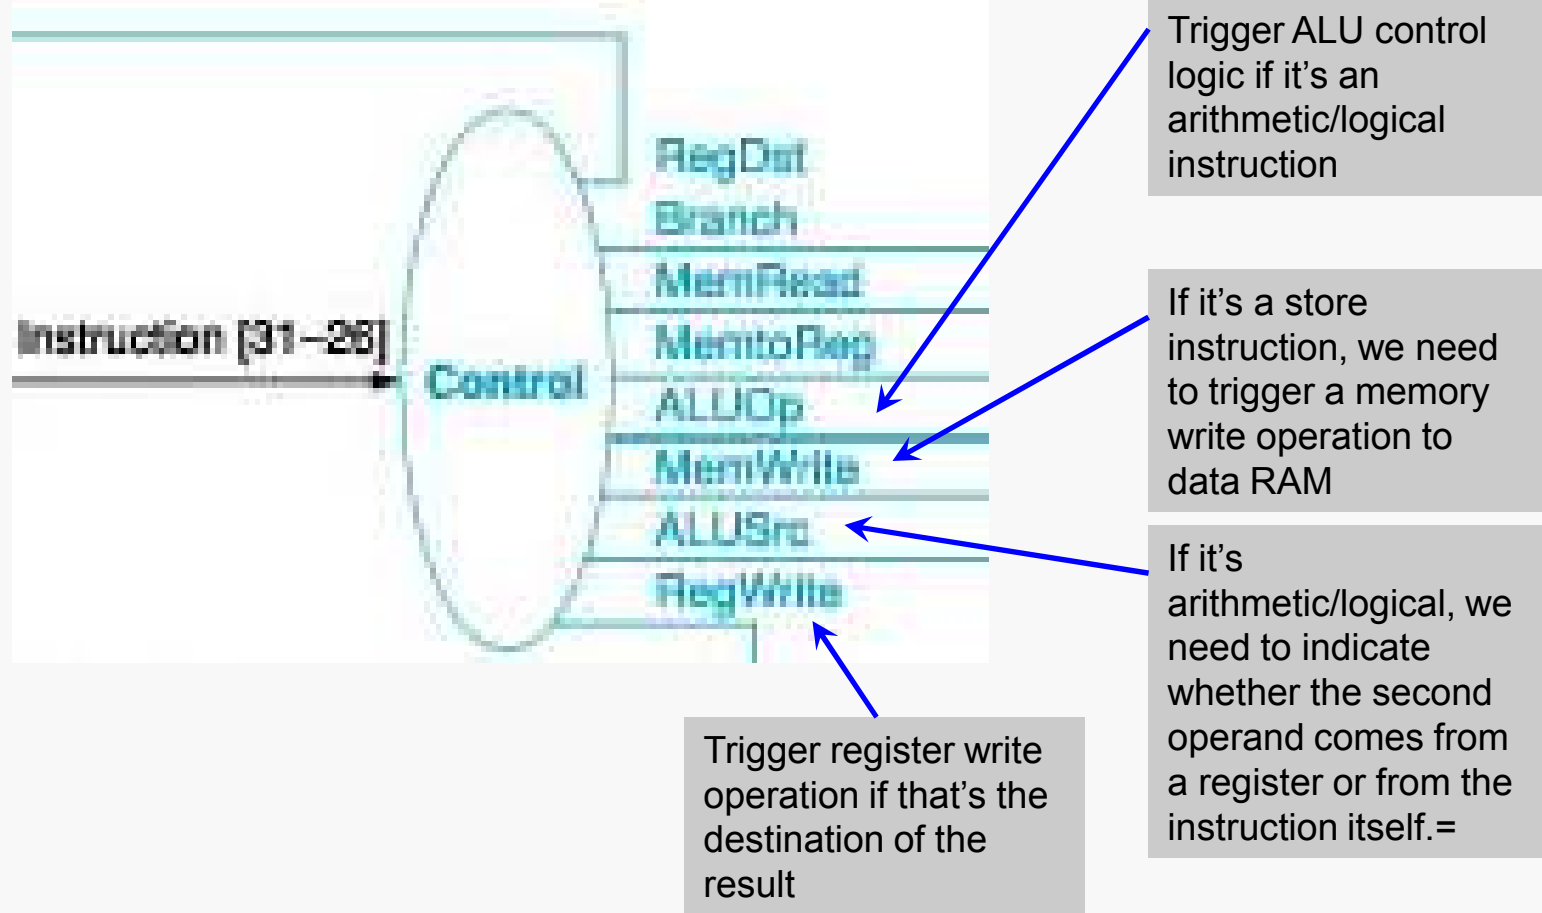 Trigger ALU control
logic if it’s an
arithmetic/logical
instruction
RegDst
Branch
MemRead
If it’s a store
instruction, we need
to trigger a memory
write operation to
data RAM
Instruction [31–26]
MemtoReg
Control
ALUOp
MemWrite
ALUSrc
RegWrite
If it’s
arithmetic/logical, we
need to indicate
whether the second
operand comes from
a register or from the
instruction itself.=
Trigger register write
operation if that’s the
destination of the
result